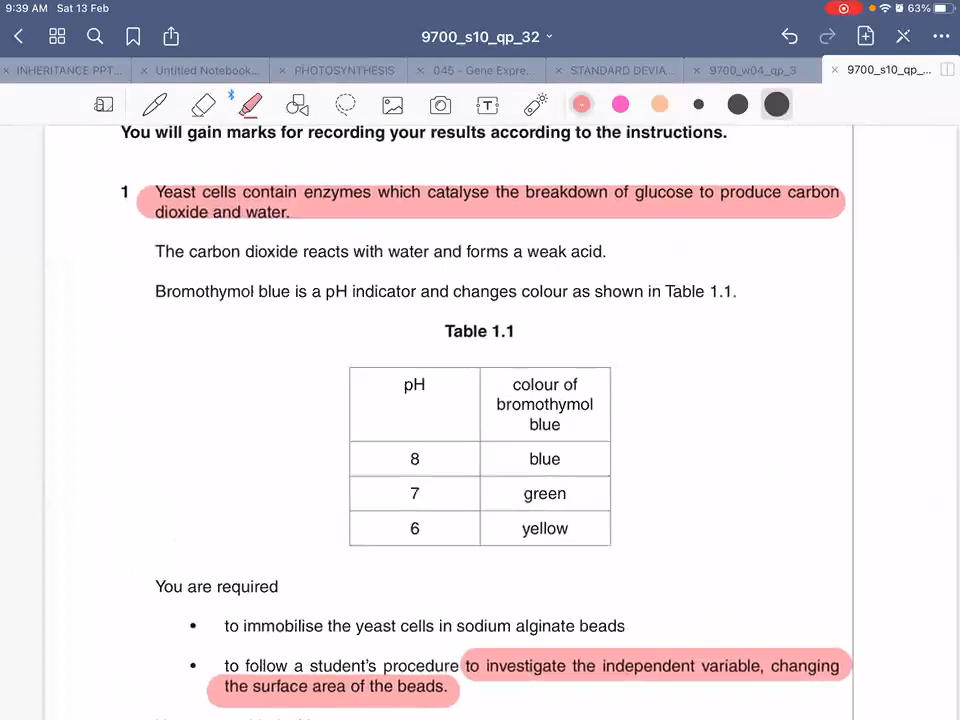 9:39 AM Sat 13 Feb
63%
9700_s10_qp_32
INHERITANCE PPT...
Untitled Notebook...
PHOTOSYNTHESIS
045 - Gene Expre...
STANDARD DEVIA...
9700_w04_qp_3
9700_s10_qp_...
You will gain marks for recording your results according to the instructions.
1 Yeast cells contain enzymes which catalyse the breakdown of glucose to produce carbon
dioxide and water.
The carbon dioxide reacts with water and forms a weak acid.
Bromothymol blue is a pH indicator and changes colour as shown in Table 1.1.
Table 1.1
pH
colour of
bromothymol
blue
8 blue
7 green
6 yellow
You are required
• to immobilise the yeast cells in sodium alginate beads
• to follow a student's procedure to investigate the independent variable, changing
the surface area of the beads.